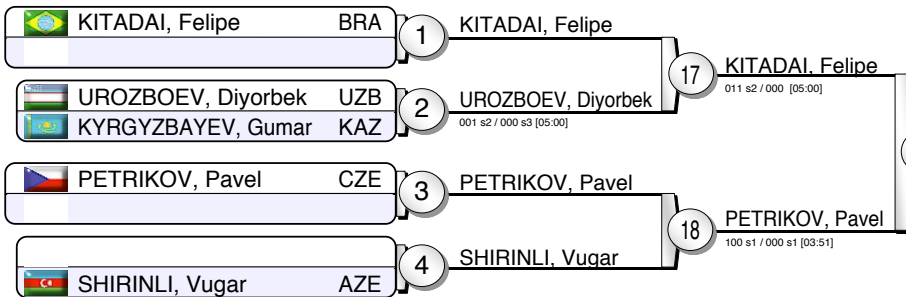 KITADAI, Felipe BRA
1
KITADAI, Felipe
17
KITADAI, Felipe
011 s2 / 000 [05:00]
UROZBOEV, Diyorbek UZB
KYRGYZBAYEV, Gumar KAZ
2
UROZBOEV, Diyorbek
001 s2 / 000 s3 [05:00]
PETRIKOV, Pavel CZE
3
PETRIKOV, Pavel
18
PETRIKOV, Pavel
100 s1 / 000 s1 [03:51]
SHIRINLI, Vugar AZE
4
SHIRINLI, Vugar